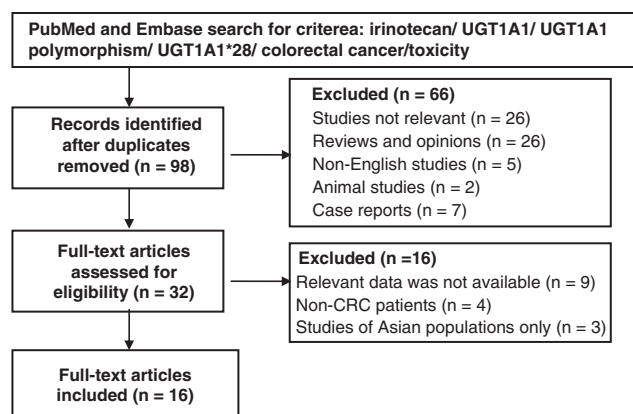 PubMed and Embase search for criterea: irinotecan/ UGT1A1/ UGT1A1
polymorphism/ UGT1A1*28/ colorectal cancer/toxicity
Records identified
after duplicates
removed (n = 98)
Excluded (n = 66)
Studies not relevant (n = 26)
Reviews and opinions (n = 26)
Non-English studies (n = 5)
Animal studies (n = 2)
Case reports (n = 7)
Full-text articles
assessed for
eligibility (n = 32)
Excluded (n =16)
Relevant data was not available (n = 9)
Non-CRC patients (n = 4)
Studies of Asian populations only (n = 3)
Full-text articles
included (n = 16)